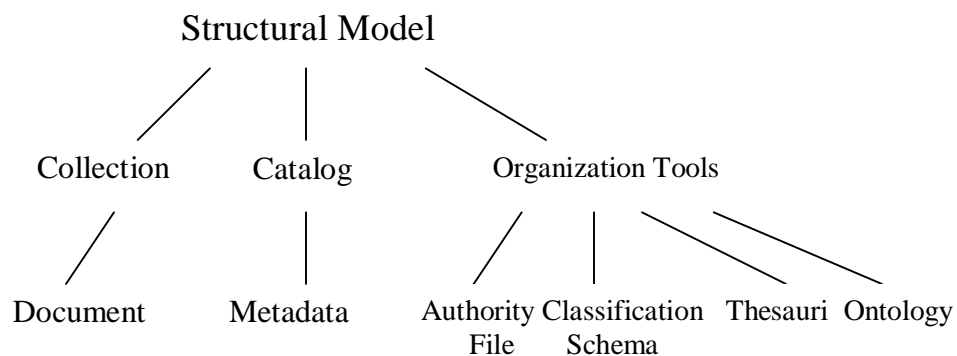 Structural Model
Collection Catalog Organization Tools
Document Metadata Authority Classification Thesauri Ontology
File Schema